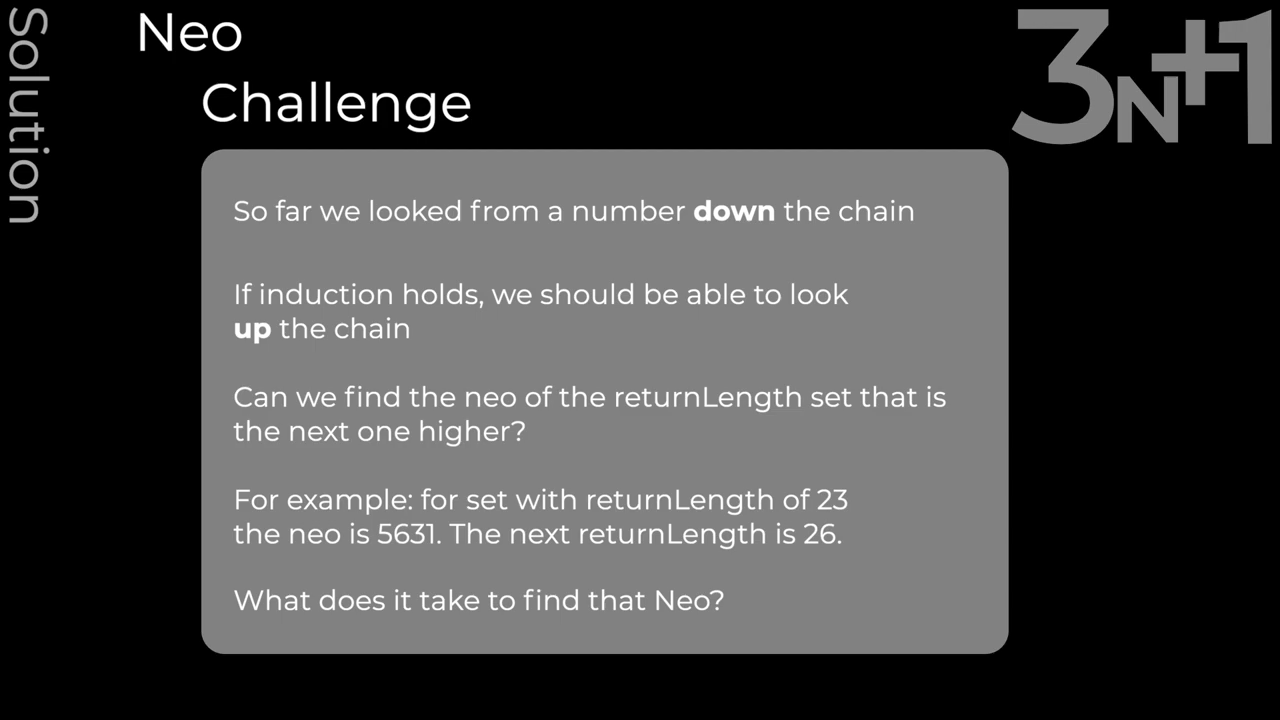 Solution
Neo
Challenge
3N+1
So far we looked from a number down the chain
If induction holds, we should be able to look
up the chain
Can we find the neo of the returnLength set that is
the next one higher?
For example: for set with returnLength of 23
the neo is 5631. The next returnLength is 26.
What does it take to find that Neo?